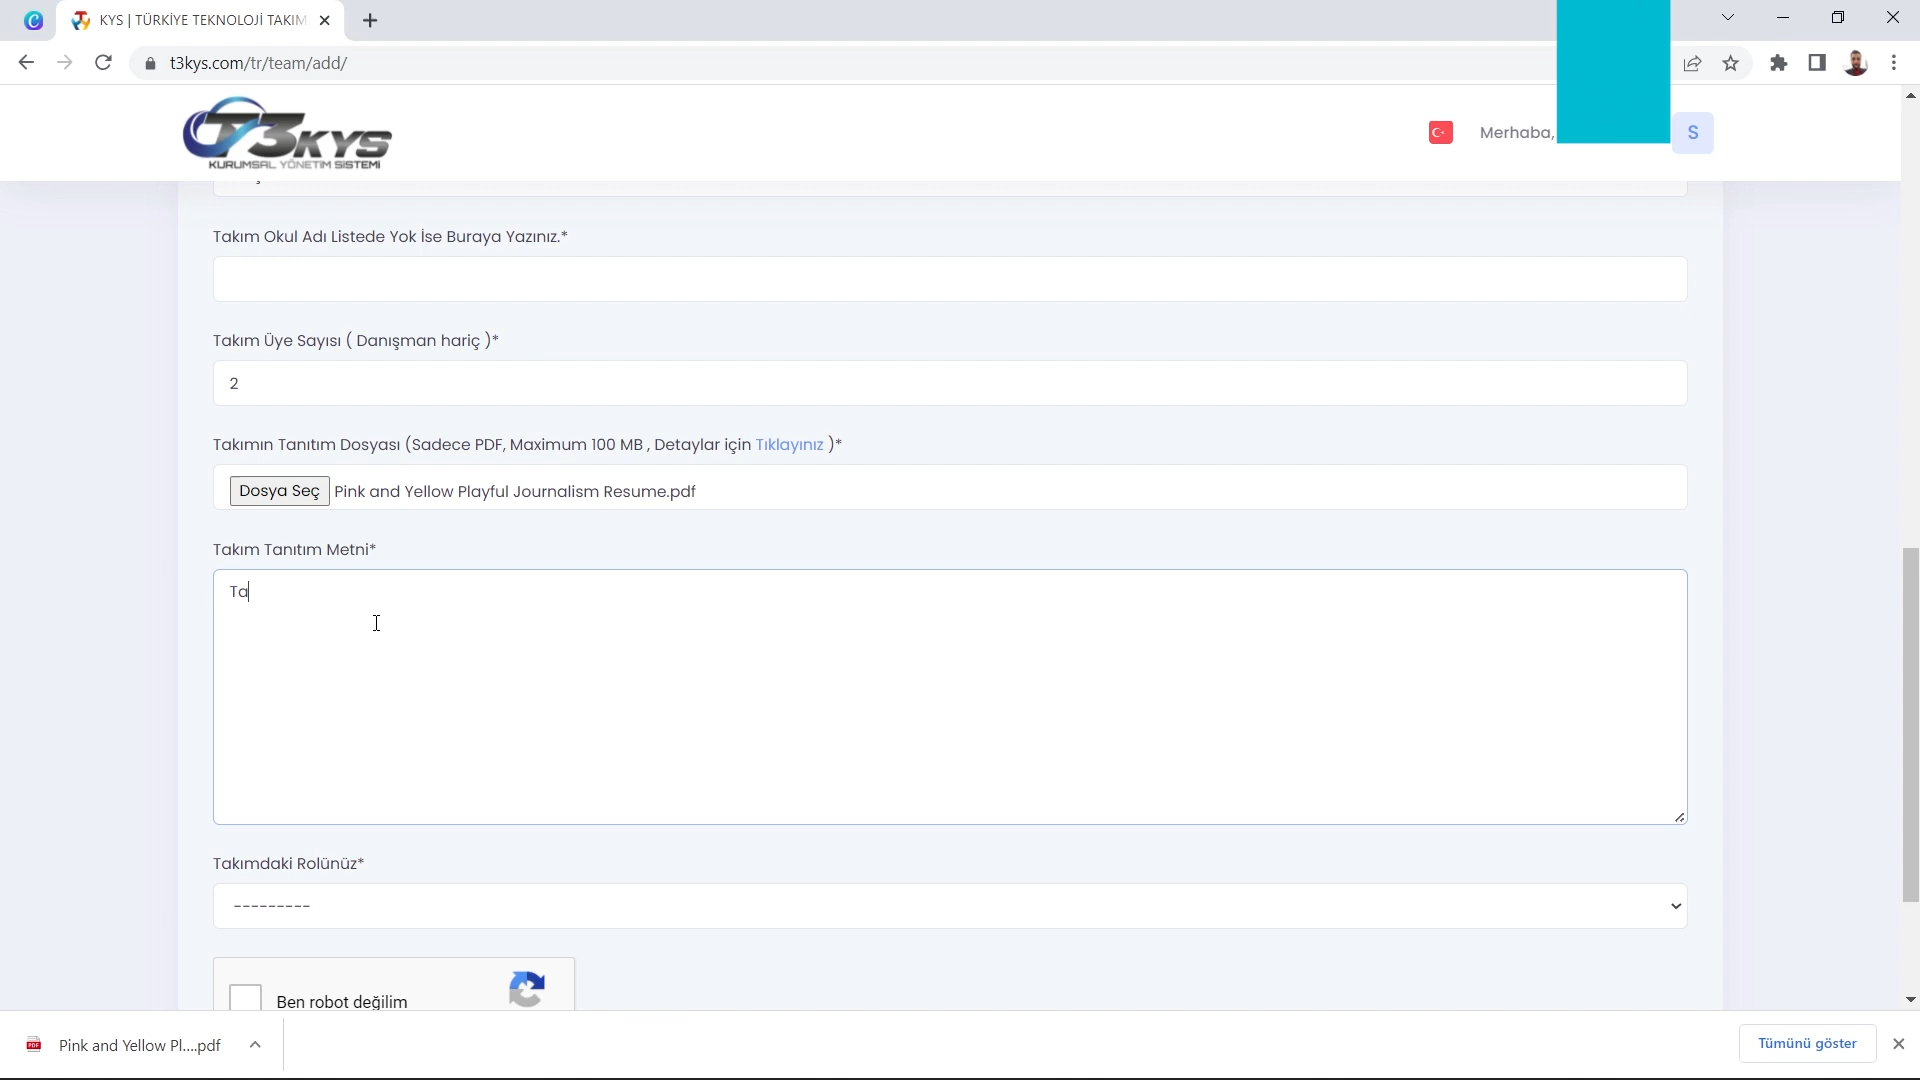 KYS | TÜRKİYE TEKNOLOJİ TAKIM
t3kys.com/tr/team/add/
T3KYS
KURUMSAL YÖNETİM SİSTEMİ
Merhaba,
S
Takım Okul Adı Listede Yok İse Buraya Yazınız.*
Takım Üye Sayısı ( Danışman hariç )*
2
Takımın Tanıtım Dosyası (Sadece PDF, Maximum 100 MB , Detaylar için Tıklayınız )*
Dosya Seç Pink and Yellow Playful Journalism Resume.pdf
Takım Tanıtım Metni*
Ta
Takımdaki Rolünüz*
---------
Ben robot değilim
PDF
Pink and Yellow Pl....pdf
Tümünü göster